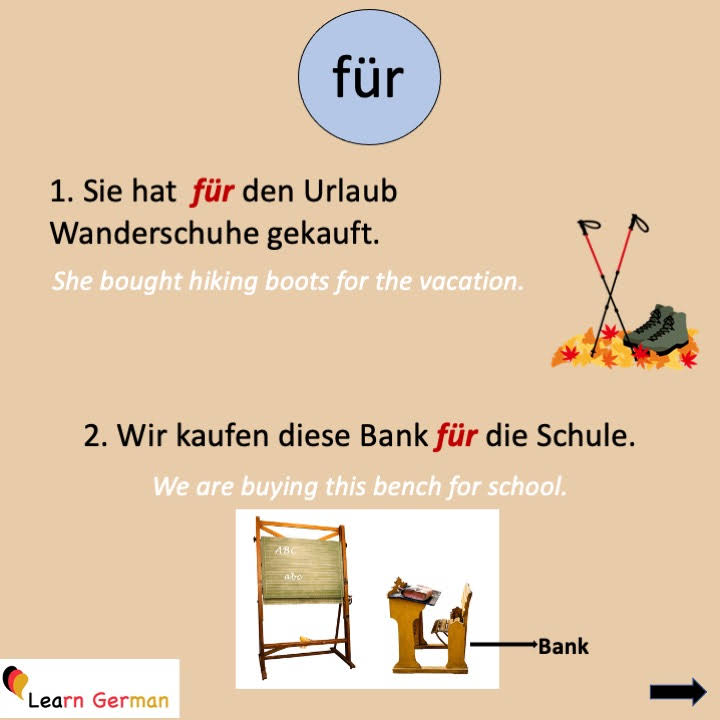 für
1. Sie hat für den Urlaub
Wanderschuhe gekauft.
She bought hiking boots for the vacation.
2. Wir kaufen diese Bank für die Schule.
We are buying this bench for school.
ABC
abc
Bank
Learn German